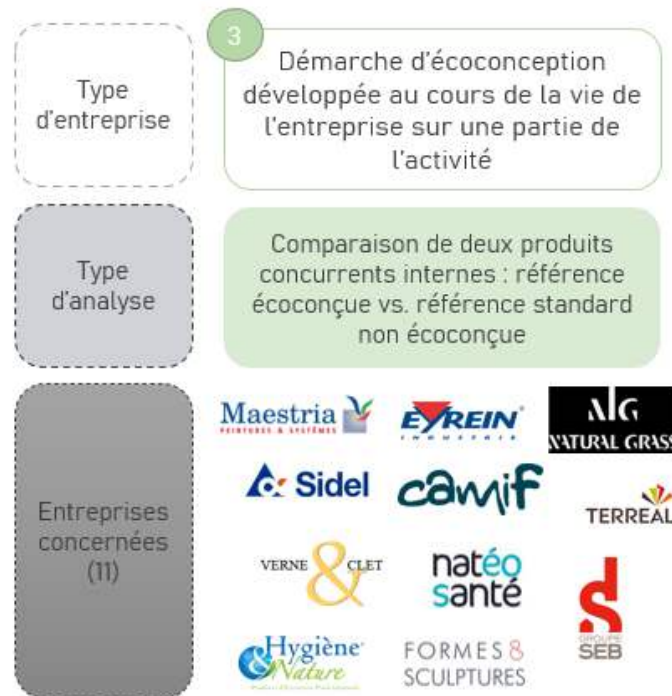 3
Type
d'entreprise
Démarche d'écoconception
développée au cours de la vie de
l'entreprise sur une partie de
l'activité
Type
d'analyse
Comparaison de deux produits
concurrents internes : référence
écoconçue vs. référence standard
non écoconçue
Entreprises
concernées
(11)
Maestria
PEINTURES & SYSTÈMES
EYREIN
INDUSTRIE
NG
NATURAL GRASS
Sidel
camif
TERREAL
VERNE & CLET
natéo
santé
GROUPE
SEB
Hygiène
& Nature
FORMES &
SCULPTURES